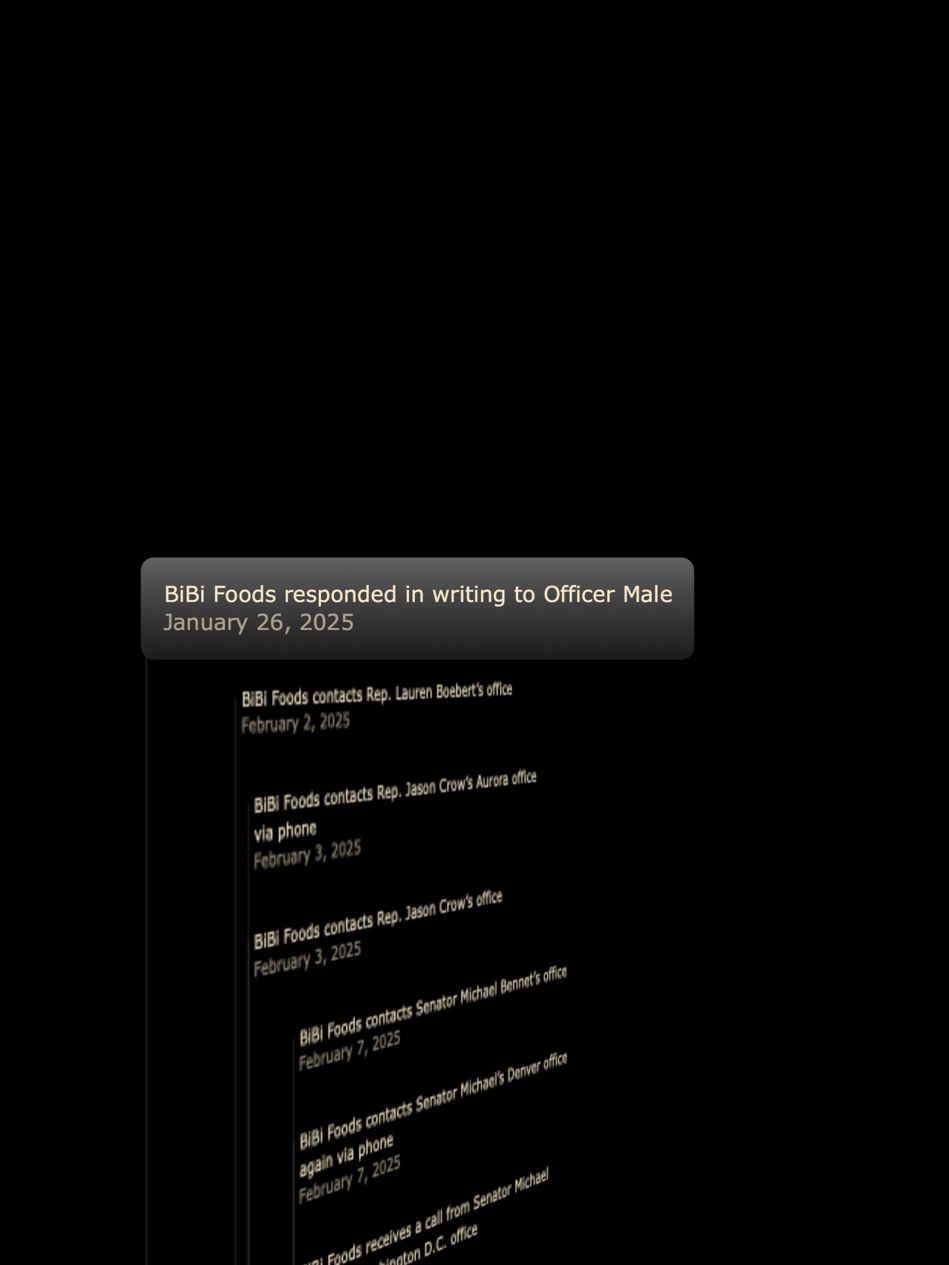 BiBi Foods responded in writing to Officer Male
January 26, 2025
BiBi Foods contacts Rep. Lauren Boebert's office
February 2, 2025
BiBi Foods contacts Rep. Jason Crow's Aurora office
via phone
February 3, 2025
BiBi Foods contacts Rep. Jason Crow's office
February 3, 2025
BiBi Foods contacts Senator Michael Bennet's office
February 7, 2025
BiBi Foods contacts Senator Michael's Denver office
again via phone
February 7, 2025
Foods receives a call from Senator Michael
D.C. office